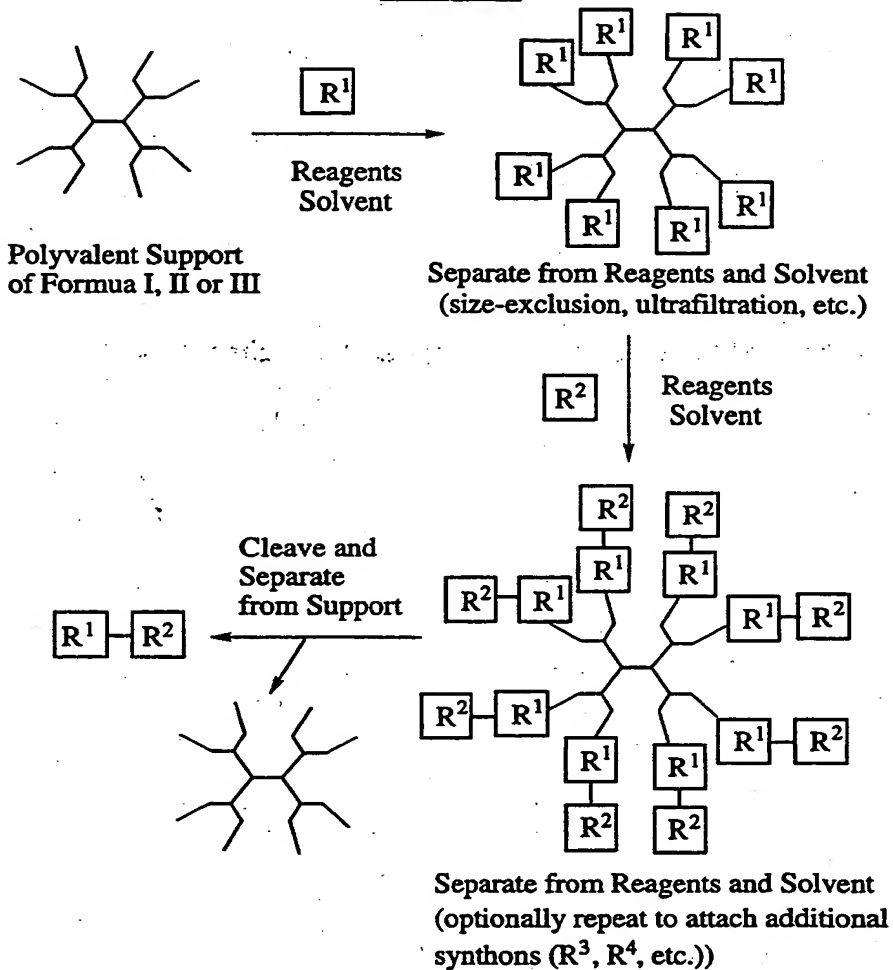 R¹
Reagents
Solvent
Polyvalent Support
of Formua I, II or III
R¹
R¹
R¹
R¹
R¹
R¹
R¹
R¹
Separate from Reagents and Solvent
(size-exclusion, ultrafiltration, etc.)
R²
Reagents
Solvent
R²
R²
R¹
R¹
R²
R¹
R¹
R²
R²
R¹
R¹
R²
R¹
R¹
R²
R²
Separate from Reagents and Solvent
(optionally repeat to attach additional
synthons (R³, R⁴, etc.))
Cleave and
Separate
from Support
R¹
R²